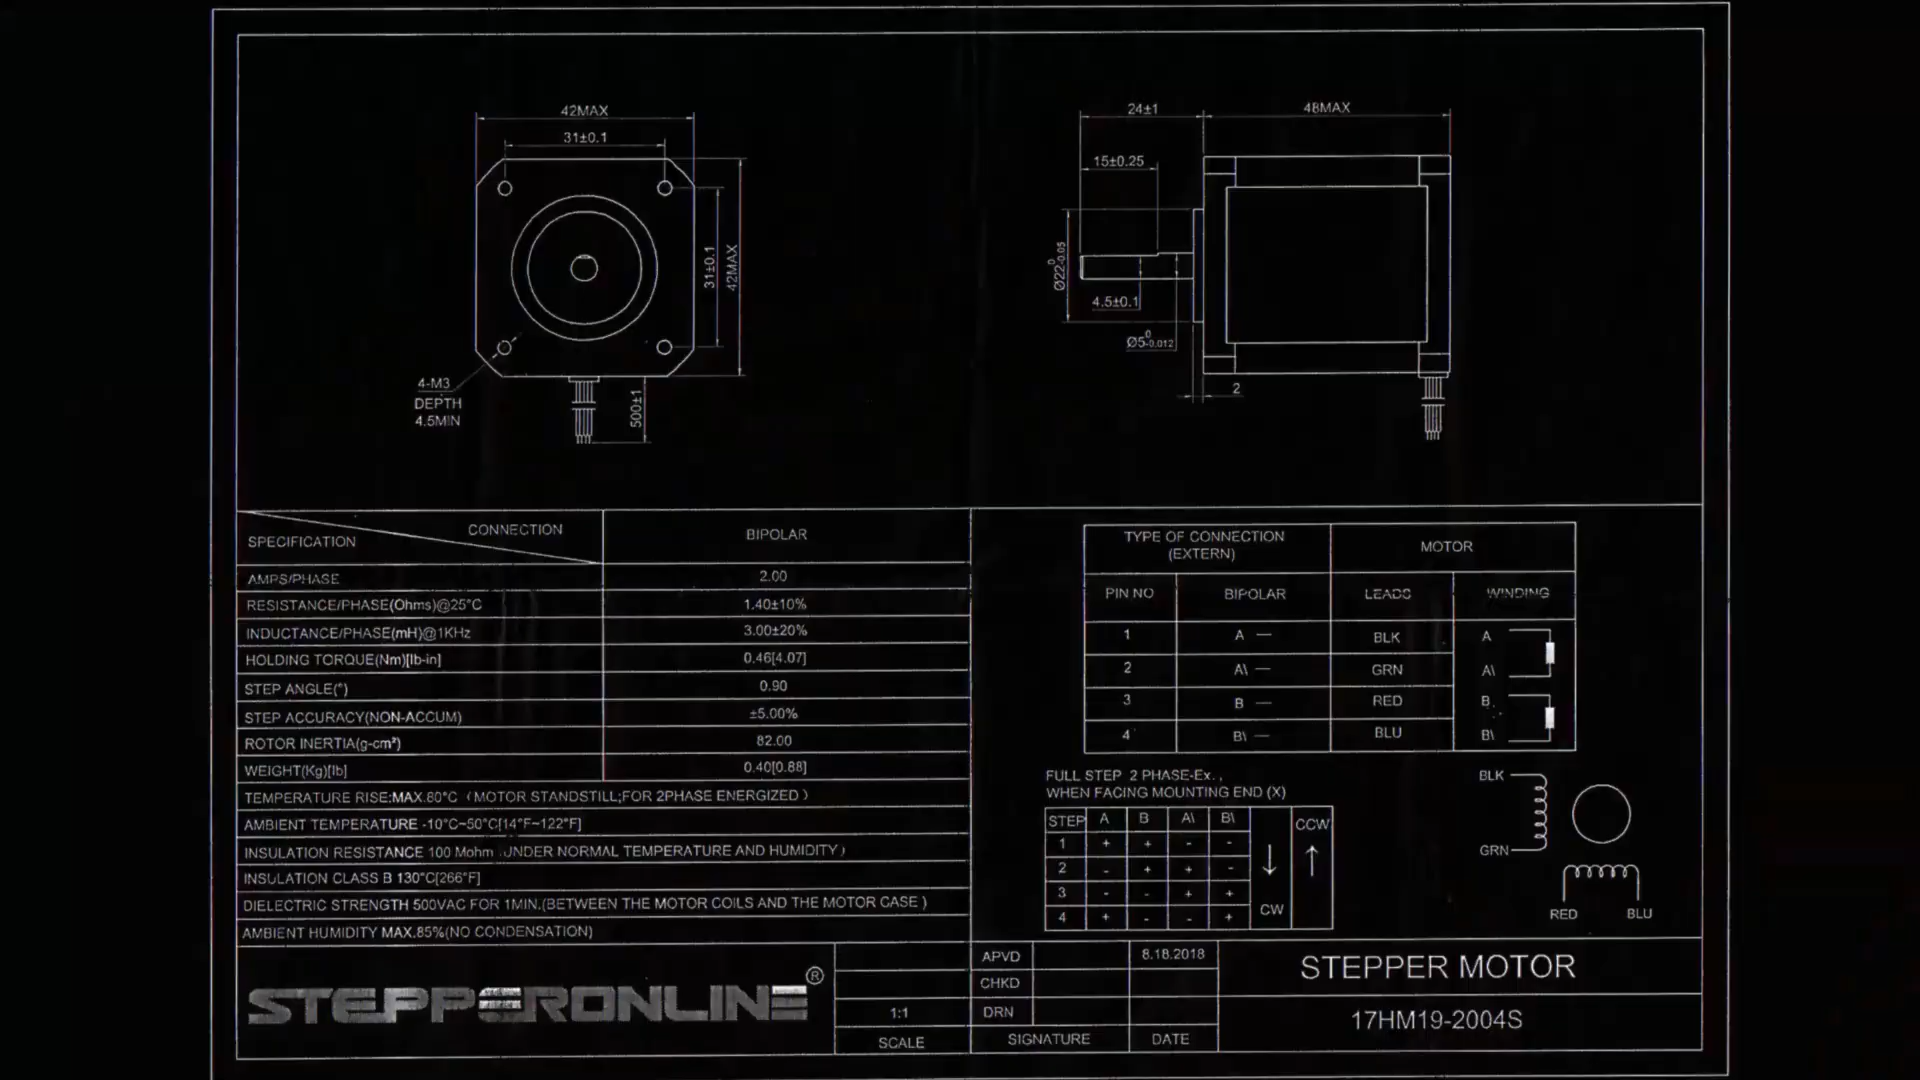 42MAX
31±0.1
31±0.1
42MAX
4-M3
DEPTH
4.5MIN
500±1
24±1
48MAX
15±0.25
Ø22 0 -0.05
4.5±0.1
Ø5 0 -0.012
2
SPECIFICATION CONNECTION BIPOLAR
AMPS/PHASE 2.00
RESISTANCE/PHASE(Ohms)@25°C 1.40±10%
INDUCTANCE/PHASE(mH)@1KHz 3.00±20%
HOLDING TORQUE(Nm)[lb-in] 0.46[4.07]
STEP ANGLE(°) 0.90
STEP ACCURACY(NON-ACCUM) ±5.00%
ROTOR INERTIA(g-cm²) 82.00
WEIGHT(Kg)[lb] 0.40[0.88]
TEMPERATURE RISE:MAX.80°C (MOTOR STANDSTILL;FOR 2PHASE ENERGIZED)
AMBIENT TEMPERATURE -10°C~50°C[14°F~122°F]
INSULATION RESISTANCE 100 Mohm (UNDER NORMAL TEMPERATURE AND HUMIDITY)
INSULATION CLASS B 130°C[266°F]
DIELECTRIC STRENGTH 500VAC FOR 1MIN.(BETWEEN THE MOTOR COILS AND THE MOTOR CASE)
AMBIENT HUMIDITY MAX.85%(NO CONDENSATION)
TYPE OF CONNECTION
(EXTERN) MOTOR
PIN NO BIPOLAR LEADS WINDING
1 A — BLK A
2 A\ — GRN A\
3 B — RED B
4 B\ — BLU B\
FULL STEP 2 PHASE-Ex.,
WHEN FACING MOUNTING END (X)
STEP A B A\ B\ CCW
1 + + - -
2 - + + -
3 - - + +
4 + - - + CW
BLK
GRN
RED BLU
STEPPERONLINE®
1:1
SCALE
APVD 8.18.2018
CHKD
DRN
SIGNATURE DATE
STEPPER MOTOR
17HM19-2004S